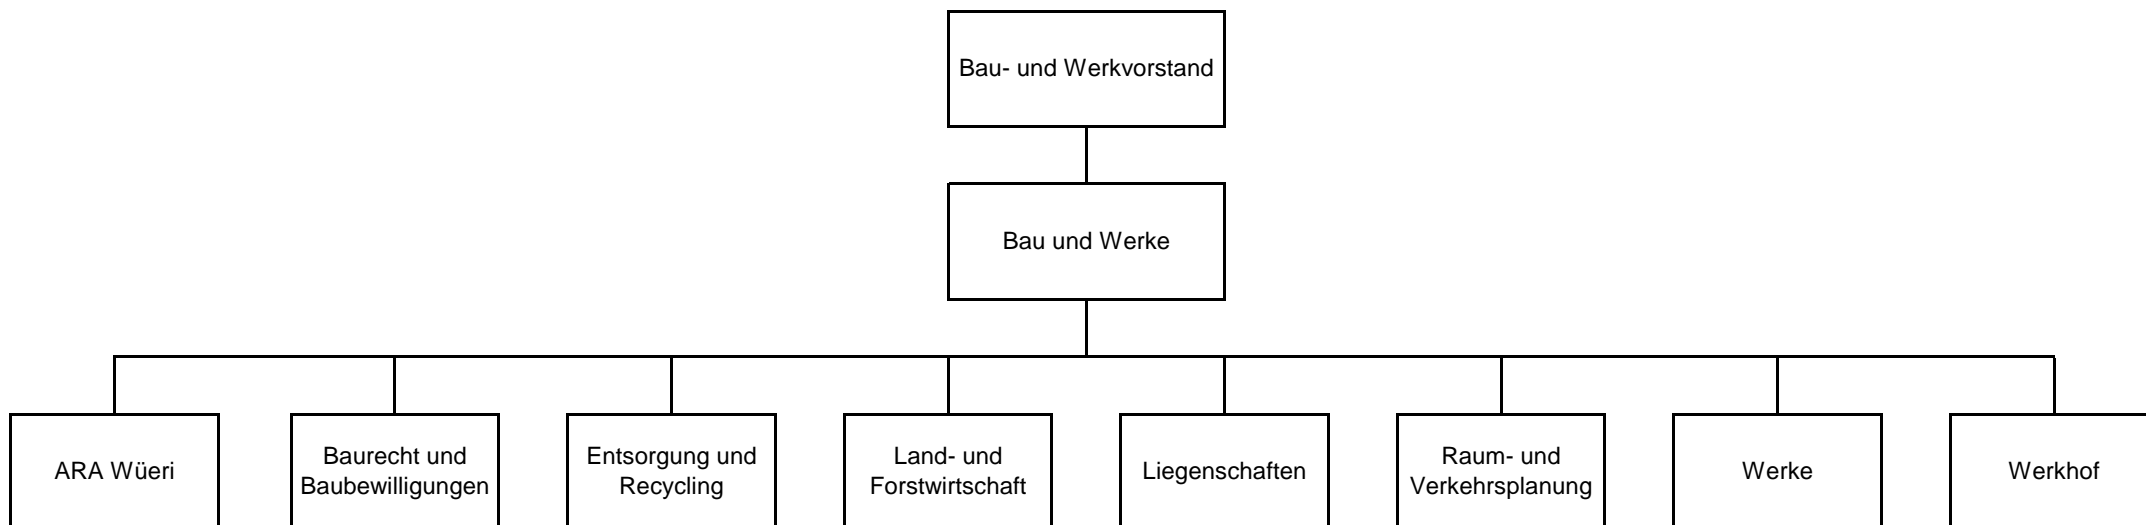 Bau- und Werkvorstand
Bau und Werke
ARA Wüeri
Baurecht und
Baubewilligungen
Entsorgung und
Recycling
Land- und
Forstwirtschaft
Liegenschaften
Raum- und
Verkehrsplanung
Werke
Werkhof